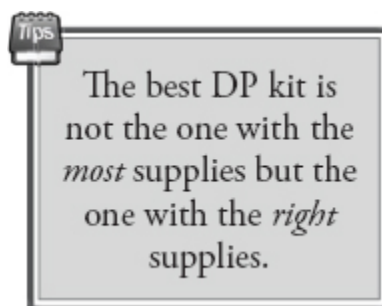 Tips
The best DP kit is
not the one with the
most supplies but the
one with the right
supplies.